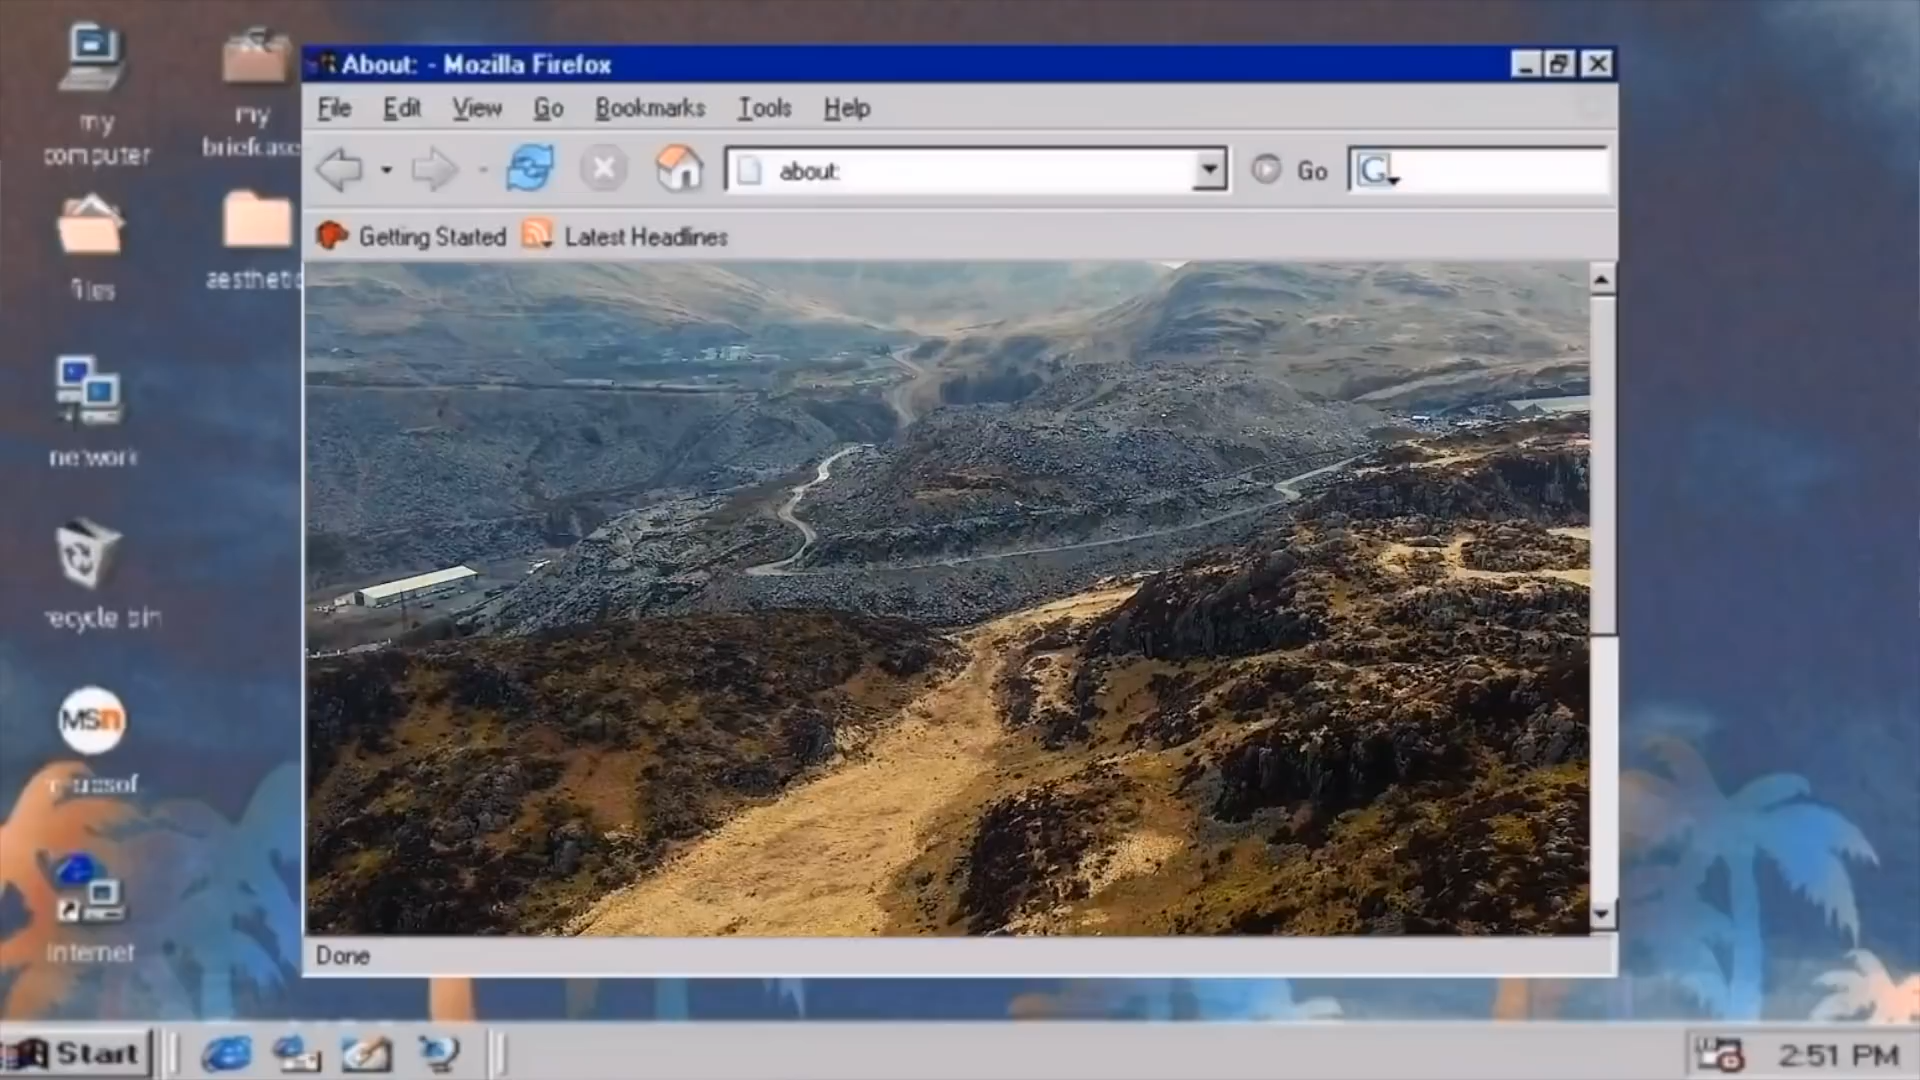 my
computer
my
briefcase
files
aesthetic
network
recycle bin
MSN
Internet
About: - Mozilla Firefox
File Edit View Go Bookmarks Tools Help
about:
Go
G
Getting Started Latest Headlines
Done
Start
2:51 PM